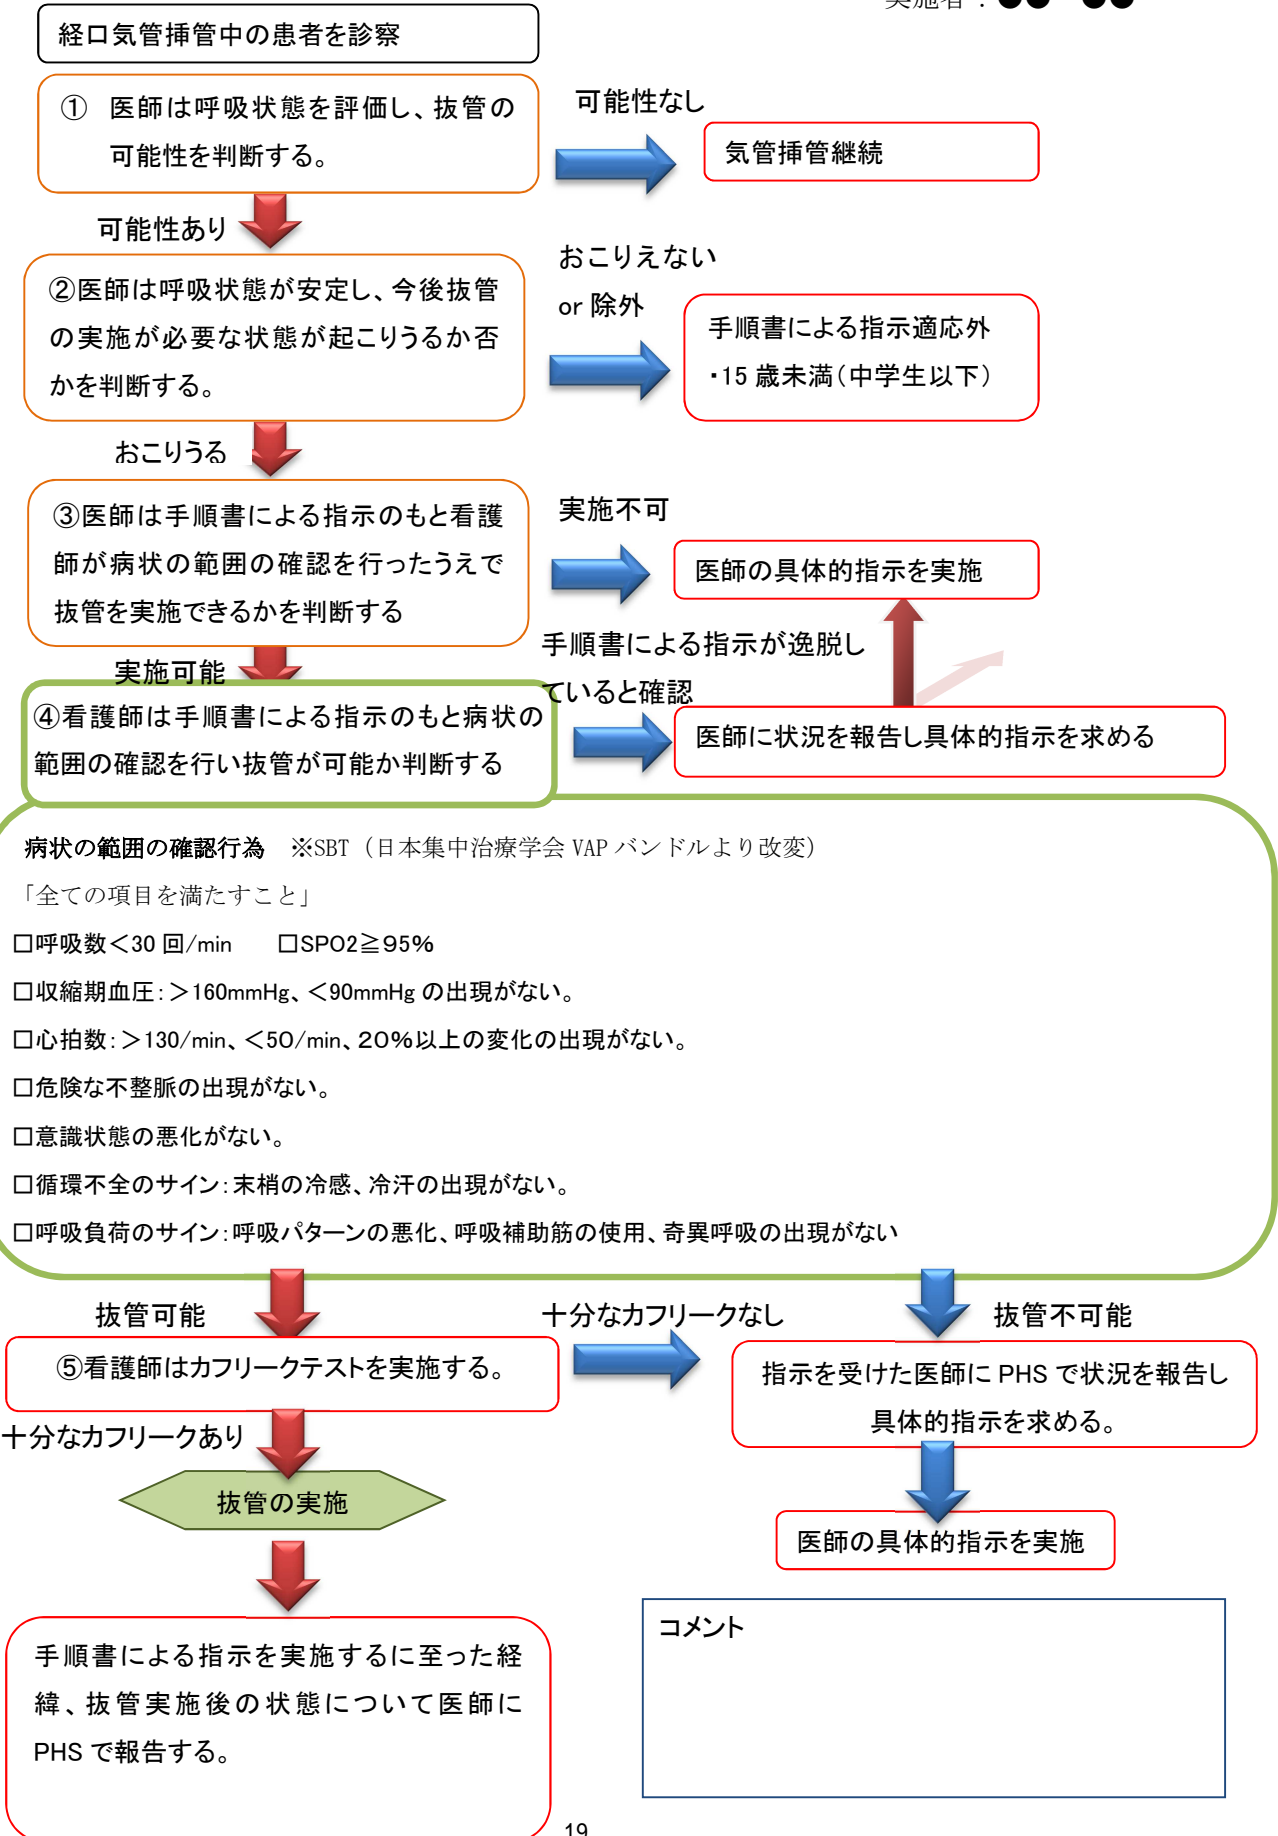 実施者：●● ●●
経口気管挿管中の患者を診察
① 医師は呼吸状態を評価し、抜管の
可能性を判断する。
可能性なし
気管挿管継続
可能性あり
②医師は呼吸状態が安定し、今後抜管
の実施が必要な状態が起こりうるか否
かを判断する。
おこりえない
or 除外
手順書による指示適応外
・15 歳未満（中学生以下）
おこりうる
③医師は手順書による指示のもと看護
師が病状の範囲の確認を行ったうえで
抜管を実施できるかを判断する
実施不可
医師の具体的指示を実施
実施可能
手順書による指示が逸脱し
ていると確認
④看護師は手順書による指示のもと病状の
範囲の確認を行い抜管が可能か判断する
医師に状況を報告し具体的指示を求める
病状の範囲の確認行為 ※SBT（日本集中治療学会 VAP バンドルより改変）
「全ての項目を満たすこと」
□呼吸数＜30 回/min □SPO2≧95%
□収縮期血圧：＞160mmHg、＜90mmHg の出現がない。
□心拍数：＞130/min、＜50/min、20%以上の変化の出現がない。
□危険な不整脈の出現がない。
□意識状態の悪化がない。
□循環不全のサイン：末梢の冷感、冷汗の出現がない。
□呼吸負荷のサイン：呼吸パターンの悪化、呼吸補助筋の使用、奇異呼吸の出現がない
抜管可能
十分なカフリークなし
抜管不可能
⑤看護師はカフリークテストを実施する。
指示を受けた医師に PHS で状況を報告し
具体的指示を求める。
十分なカフリークあり
抜管の実施
医師の具体的指示を実施
手順書による指示を実施するに至った経
緯、抜管実施後の状態について医師に
PHS で報告する。
コメント
19